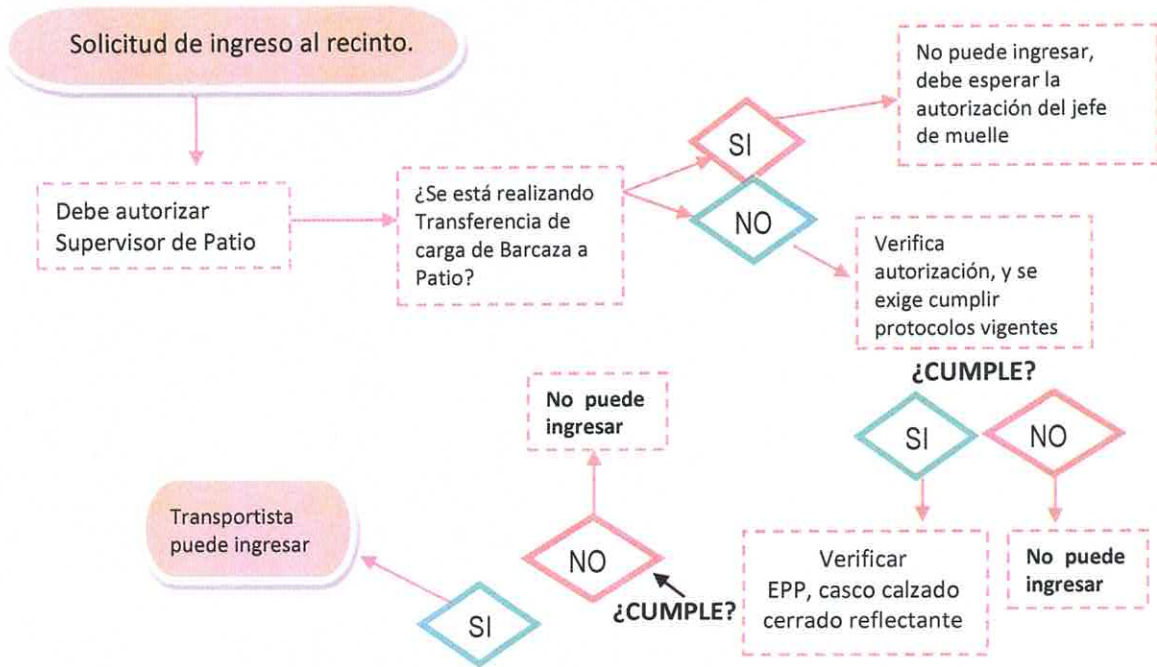 Solicitud de ingreso al recinto.
Debe autorizar
Supervisor de Patio
¿Se está realizando
Transferencia de
carga de Barcaza a
Patio?
SI
NO
No puede ingresar,
debe esperar la
autorización del jefe
de muelle
Verifica
autorización, y se
exige cumplir
protocolos vigentes
¿CUMPLE?
SI
NO
No puede
ingresar
Verificar
EPP, casco calzado
cerrado reflectante
¿CUMPLE?
NO
No puede
ingresar
SI
Transportista
puede ingresar